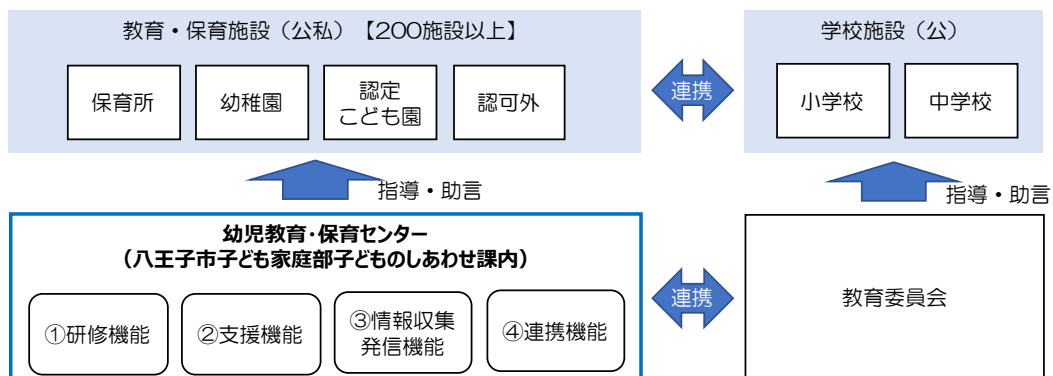 教育・保育施設（公私）【200施設以上】
保育所
幼稚園
認定
こども園
認可外
連携
学校施設（公）
小学校
中学校
指導・助言
指導・助言
幼児教育・保育センター
（八王子市子ども家庭部子どものしあわせ課内）
①研修機能
②支援機能
③情報収集
発信機能
④連携機能
連携
教育委員会